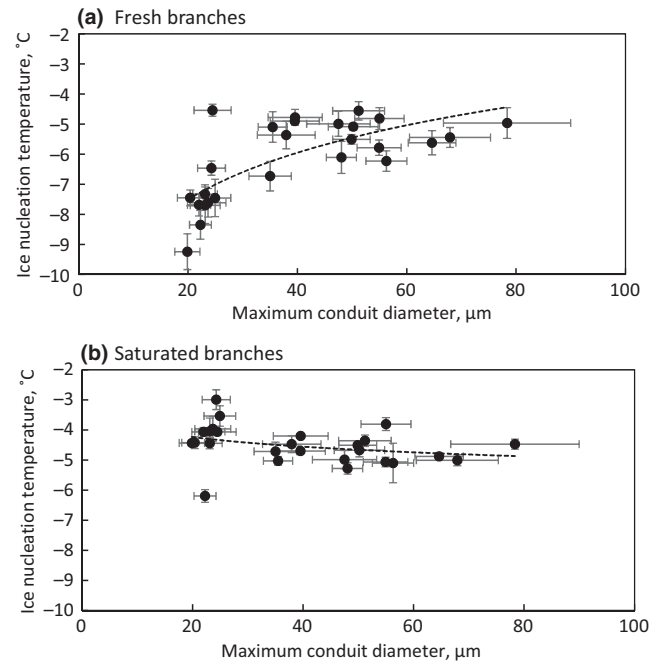 (a) Fresh branches
−2
−3
−4
−5
−6
−7
−8
−9
−10
Ice nucleation temperature, ˚C
0 20 40 60 80 100
Maximum conduit diameter, µm
(b) Saturated branches
−2
−3
−4
−5
−6
−7
−8
−9
−10
Ice nucleation temperature, ˚C
0 20 40 60 80 100
Maximum conduit diameter, µm